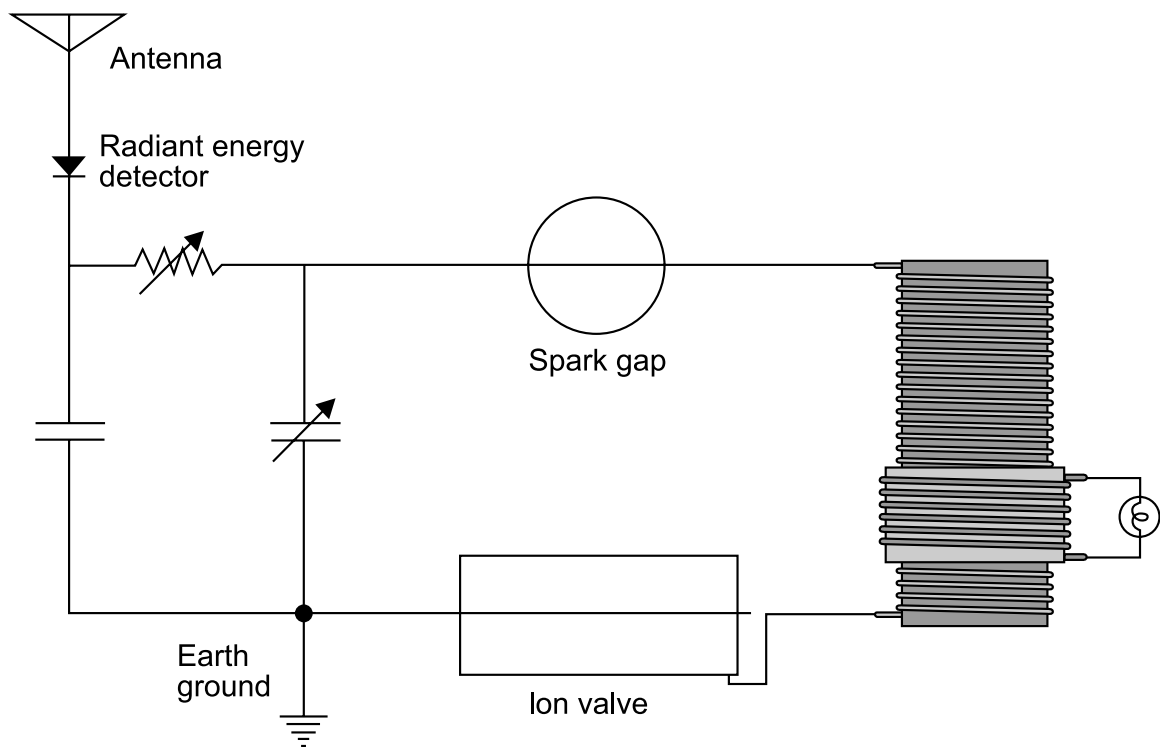 Antenna
Radiant energy
detector
Spark gap
Earth
ground
Ion valve